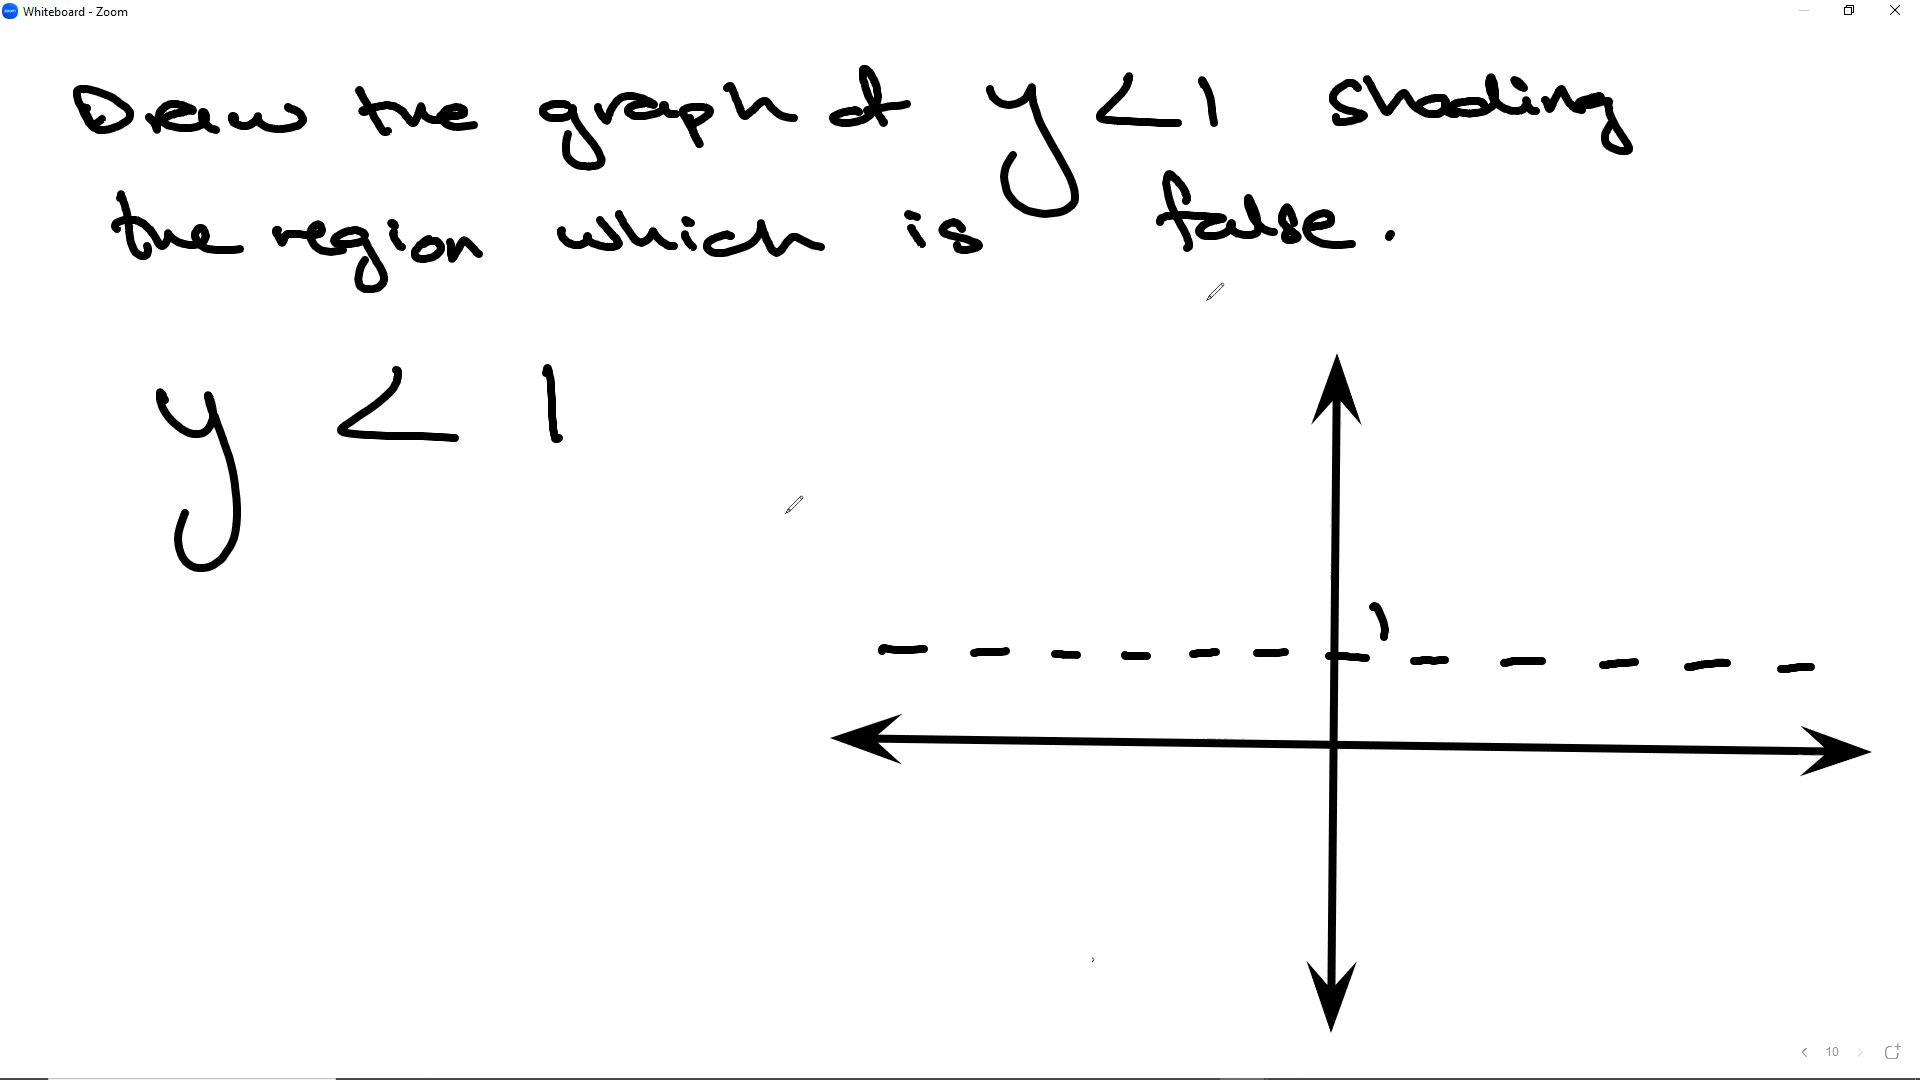 Whiteboard - Zoom
Draw the graph of y < 1 shading
the region which is false.
y < 1
1
10